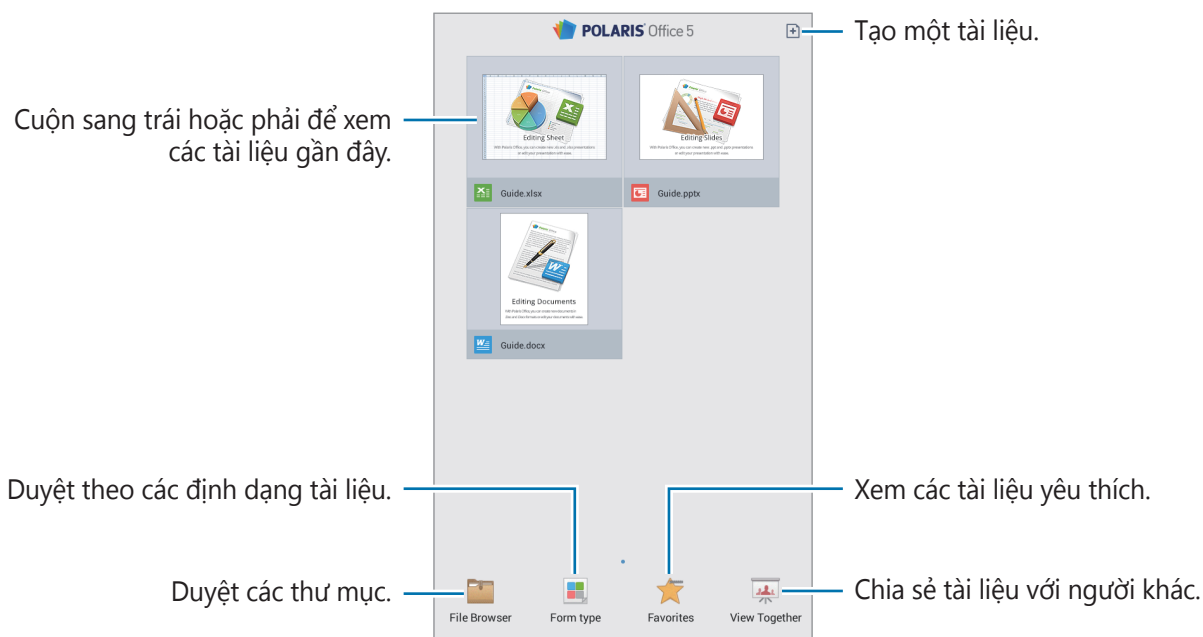 POLARIS Office 5
Tạo một tài liệu.
Cuộn sang trái hoặc phải để xem
các tài liệu gần đây.
Editing Sheet
Editing Slides
Guide.xlsx
Guide.pptx
Editing Documents
Guide.docx
Duyệt theo các định dạng tài liệu.
Xem các tài liệu yêu thích.
Duyệt các thư mục.
Chia sẻ tài liệu với người khác.
File Browser
Form type
Favorites
View Together